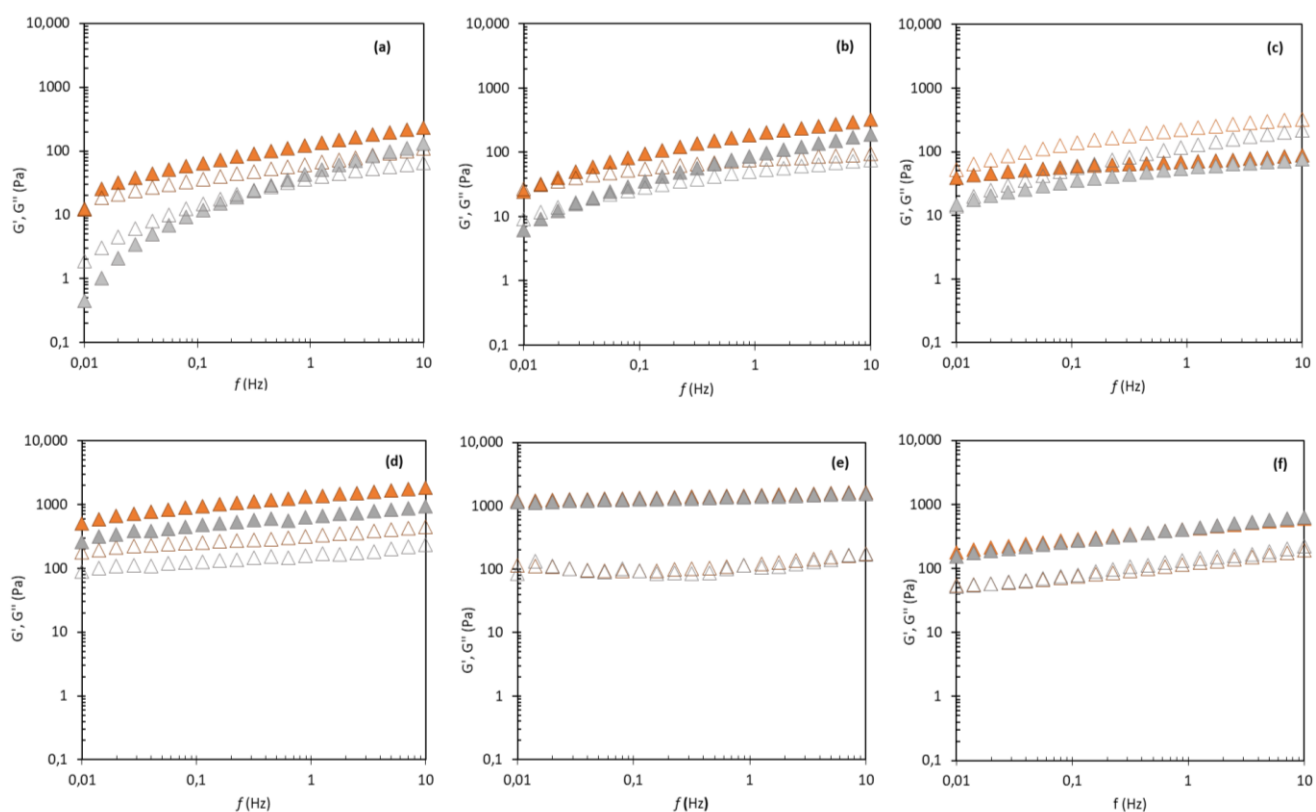 (a)
10,000
1000
100
10
1
0,1
G', G'' (Pa)
0,01 0,1 1 10
f (Hz)
(b)
10,000
1000
100
10
1
0,1
G', G'' (Pa)
0,01 0,1 1 10
f (Hz)
(c)
10,000
1000
100
10
1
0,1
G', G'' (Pa)
0,01 0,1 1 10
f (Hz)
(d)
10,000
1000
100
10
1
0,1
G', G'' (Pa)
0,01 0,1 1 10
f (Hz)
(e)
10,000
1000
100
10
1
0,1
G', G'' (Pa)
0,01 0,1 1 10
f (Hz)
(f)
10,000
1000
100
10
1
0,1
G', G'' (Pa)
0,01 0,1 1 10
f (Hz)